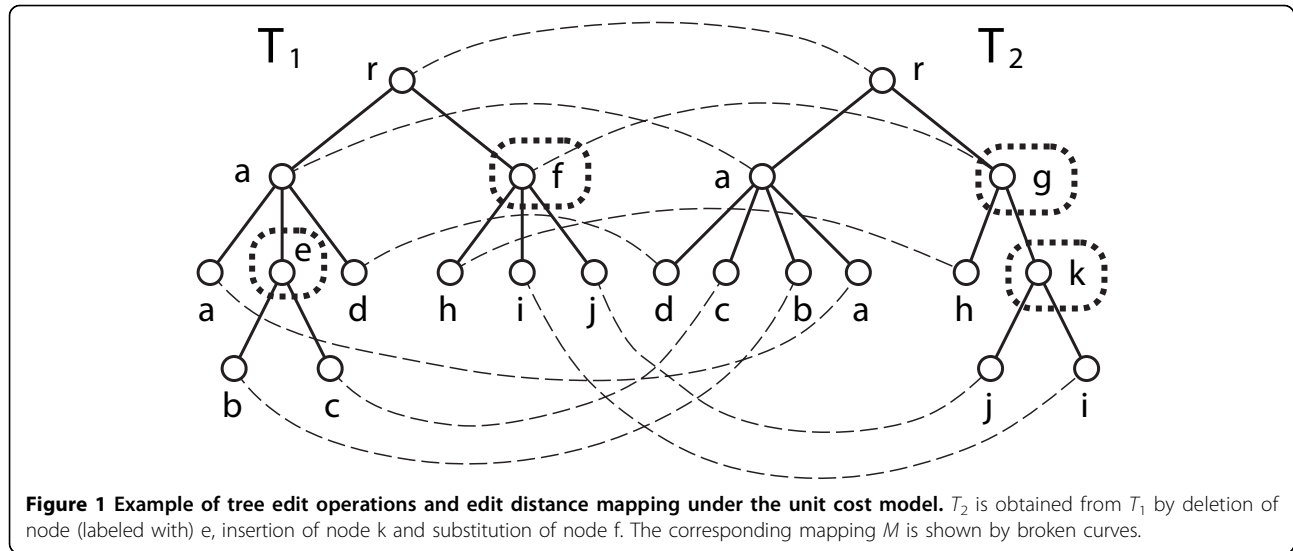 T1 T2
r r
a f a g
e
a d h i j d c b a h k
b c j i
Figure 1 Example of tree edit operations and edit distance mapping under the unit cost model. T2 is obtained from T1 by deletion of
node (labeled with) e, insertion of node k and substitution of node f. The corresponding mapping M is shown by broken curves.